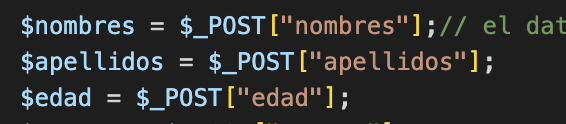 $nombres = $_POST["nombres"];// el dat
$apellidos = $_POST["apellidos"];
$edad = $_POST["edad"];